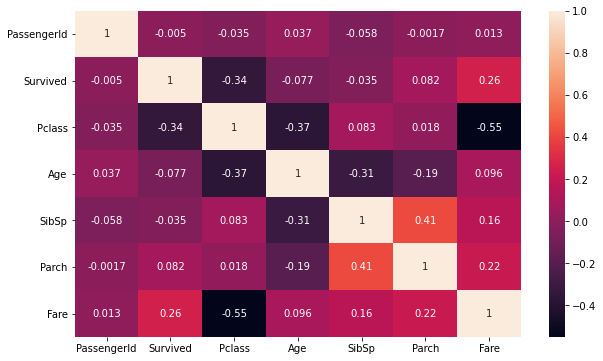 PassengerId 1 -0.005 -0.035 0.037 -0.058 -0.0017 0.013
Survived -0.005 1 -0.34 -0.077 -0.035 0.082 0.26
Pclass -0.035 -0.34 1 -0.37 0.083 0.018 -0.55
Age 0.037 -0.077 -0.37 1 -0.31 -0.19 0.096
SibSp -0.058 -0.035 0.083 -0.31 1 0.41 0.16
Parch -0.0017 0.082 0.018 -0.19 0.41 1 0.22
Fare 0.013 0.26 -0.55 0.096 0.16 0.22 1
PassengerId Survived Pclass Age SibSp Parch Fare
1.0
0.8
0.6
0.4
0.2
0.0
−0.2
−0.4